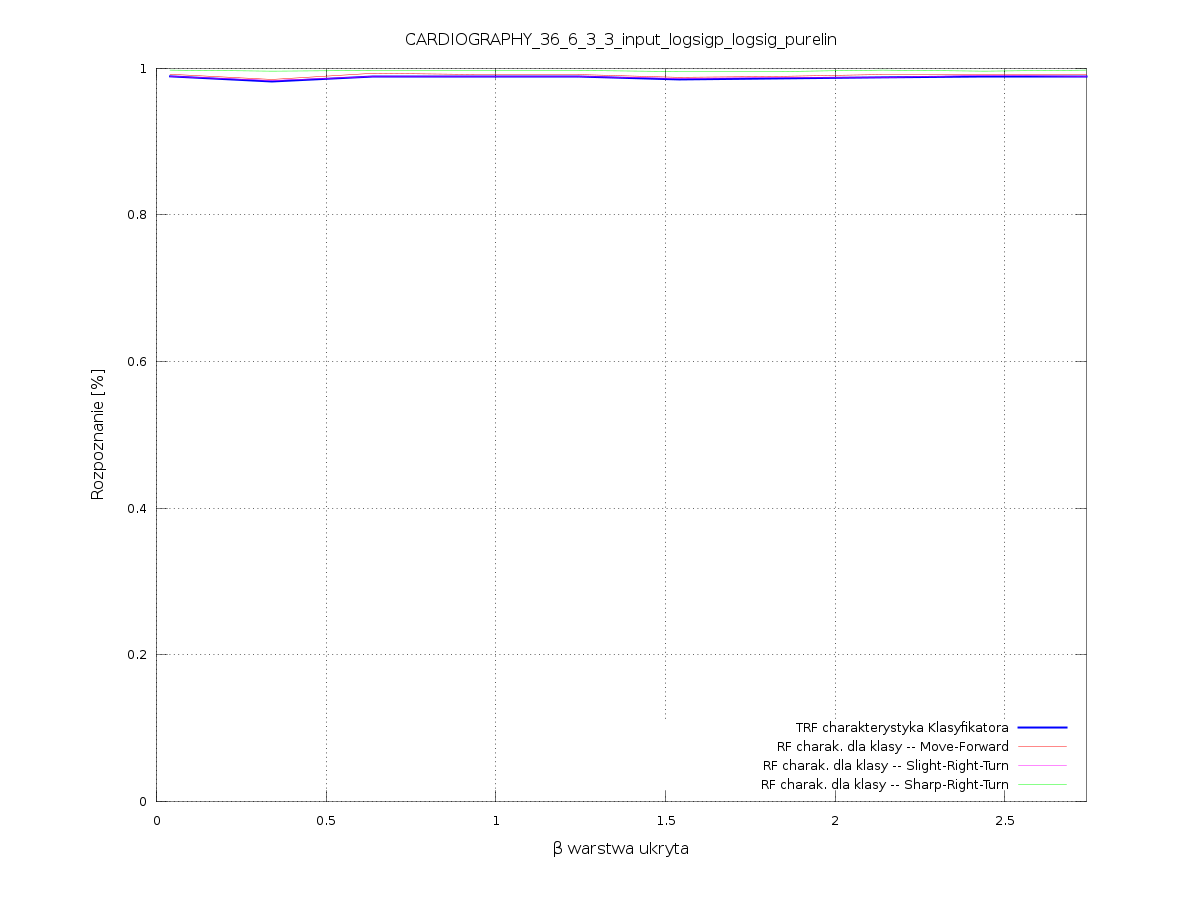 CARDIOGRAPHY_36_6_3_3_input_logsigp_logsig_purelin
1
0.8
0.6
0.4
0.2
0
Rozpoznanie [%]
TRF charakterystyka Klasyfikatora
RF charak. dla klasy -- Move-Forward
RF charak. dla klasy -- Slight-Right-Turn
RF charak. dla klasy -- Sharp-Right-Turn
0 0.5 1 1.5 2 2.5
β warstwa ukryta